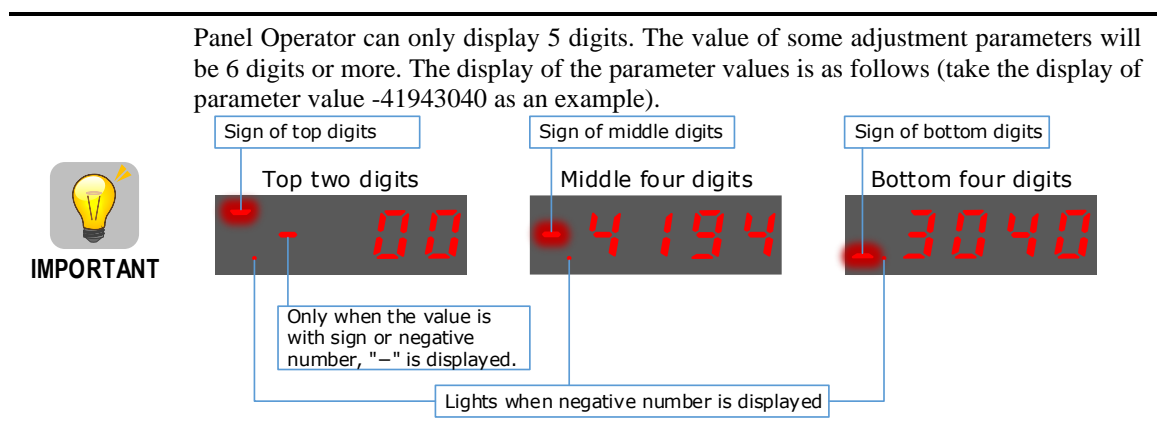 Panel Operator can only display 5 digits. The value of some adjustment parameters will
be 6 digits or more. The display of the parameter values is as follows (take the display of
parameter value -41943040 as an example).
Sign of top digits
Sign of middle digits
Sign of bottom digits
Top two digits
Middle four digits
Bottom four digits
- 00
- 4194
3040
IMPORTANT
Only when the value is
with sign or negative
number, "−" is displayed.
Lights when negative number is displayed